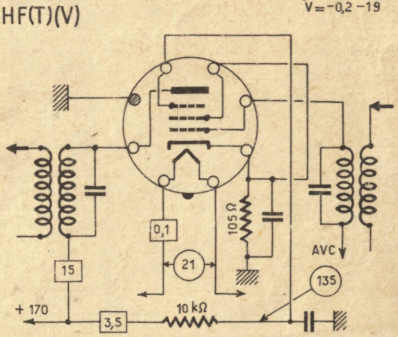 HF(T)(V)
V=-0,2-19
0,1
21
105 Ω
AVC
15
135
+ 170
3,5
10 kΩ